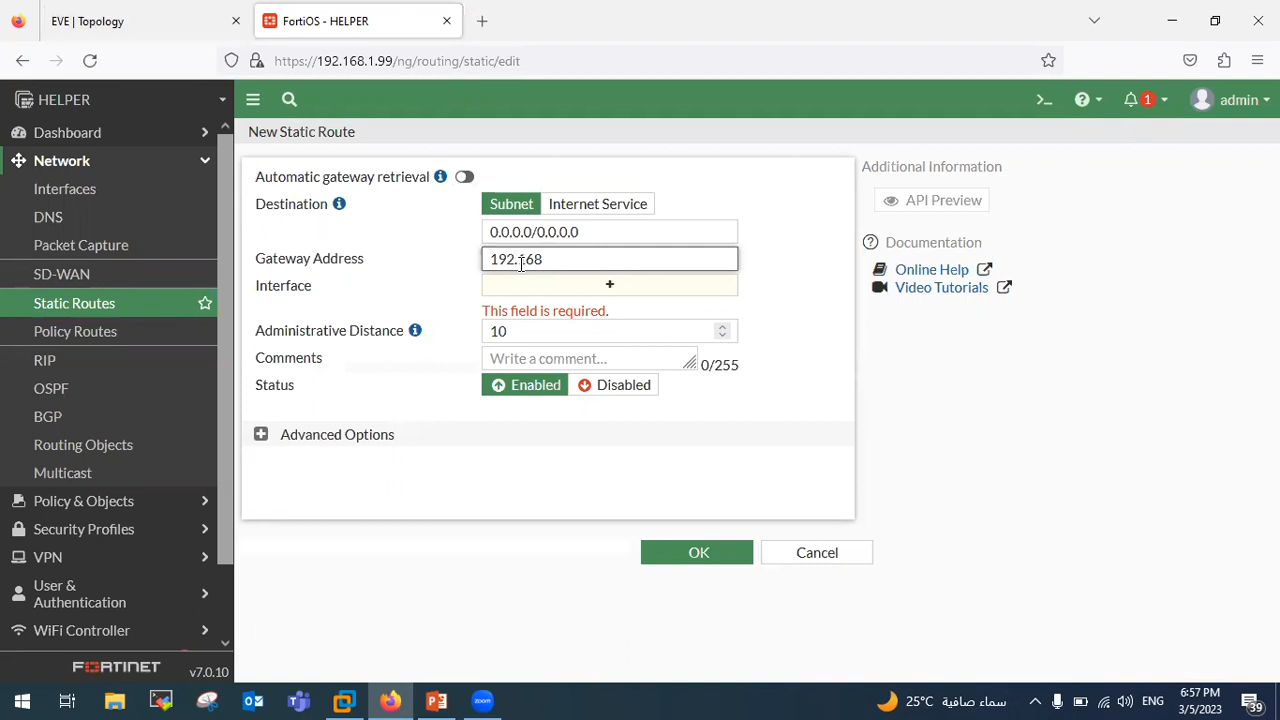 EVE | Topology
FortiOS - HELPER
https://192.168.1.99/ng/routing/static/edit
HELPER
1
admin
Dashboard
Network
Interfaces
DNS
Packet Capture
SD-WAN
Static Routes
Policy Routes
RIP
OSPF
BGP
Routing Objects
Multicast
Policy & Objects
Security Profiles
VPN
User &
Authentication
WiFi Controller
FORTINET
v7.0.10
New Static Route
Automatic gateway retrieval
Destination
Subnet
Internet Service
0.0.0.0/0.0.0.0
Gateway Address
192.168
Interface
This field is required.
Administrative Distance
10
Comments
Write a comment...
0/255
Status
Enabled
Disabled
Advanced Options
OK
Cancel
Additional Information
API Preview
Documentation
Online Help
Video Tutorials
25°C
سماء صافية
ENG
6:57 PM
3/5/2023
39